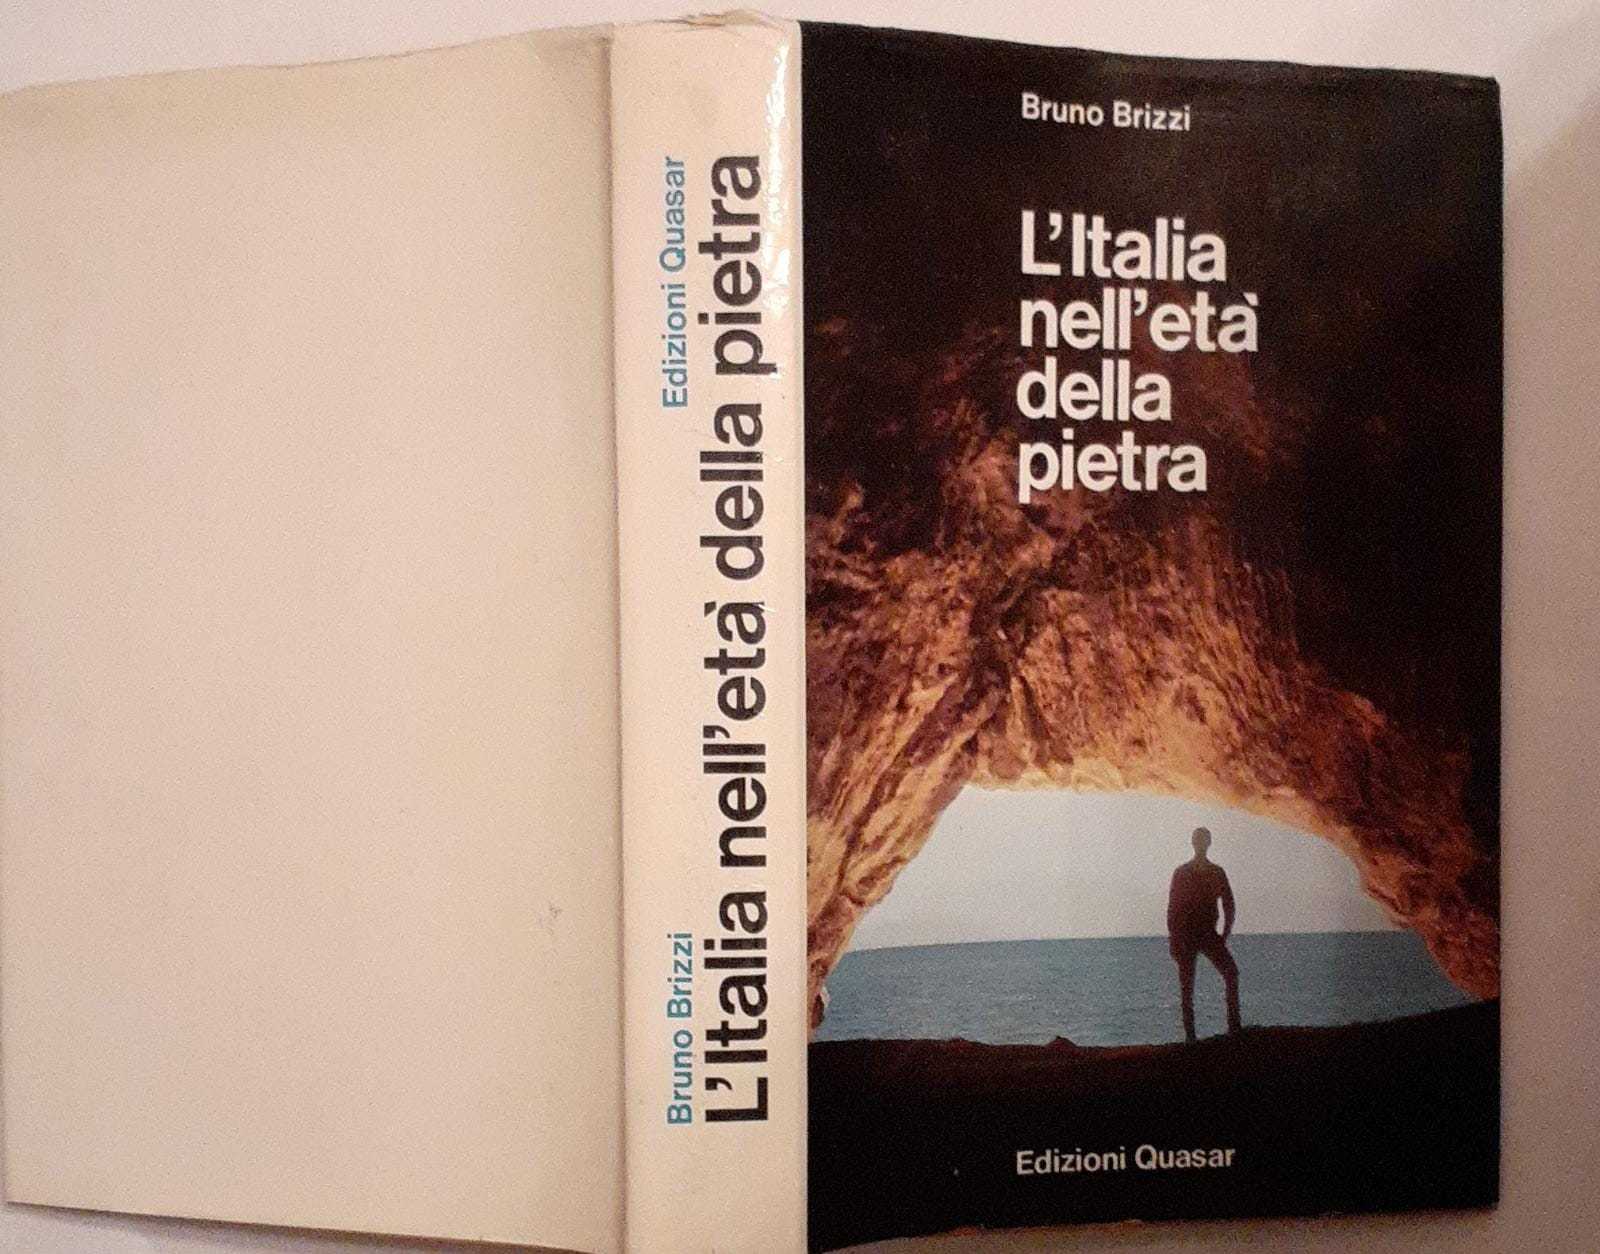 Bruno Brizzi
L'Italia nell'età della pietra
Edizioni Quasar
Bruno Brizzi
L'Italia
nell'età
della
pietra
Edizioni Quasar